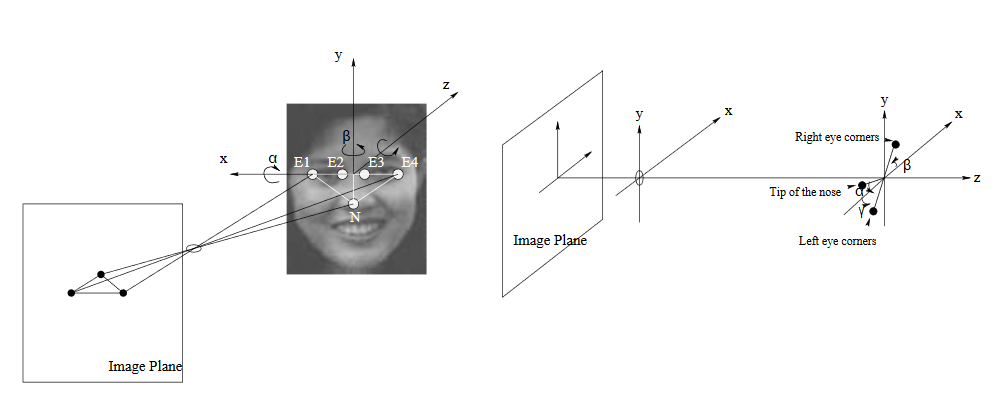 y
z
β
x
α
E1
E2
E3
E4
N
Image Plane
y
x
Image Plane
y
x
Right eye corners
β
z
Tip of the nose
α
γ
Left eye corners